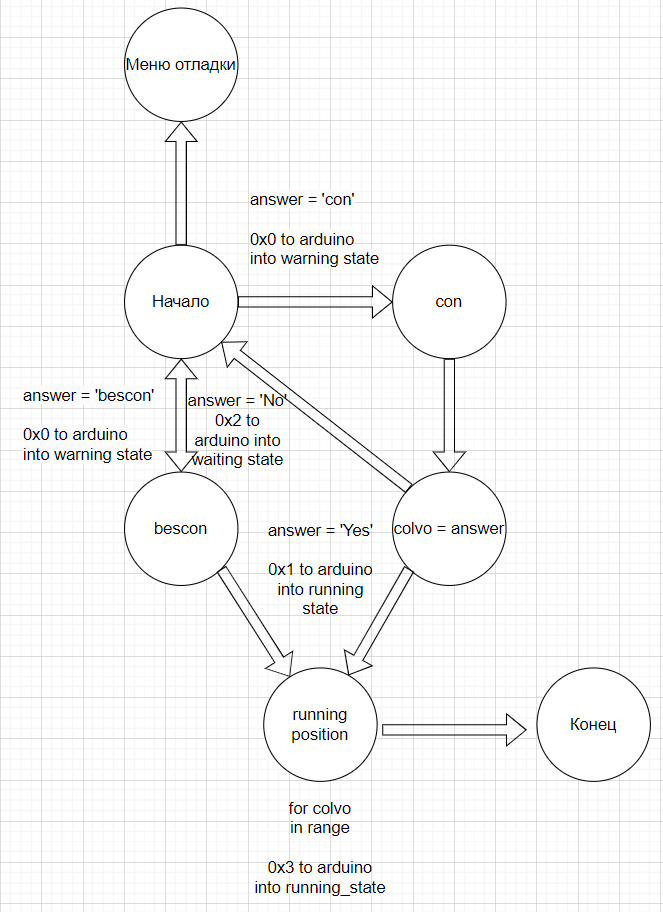 Меню отладки
answer = 'con'
0x0 to arduino
into warning state
Начало
con
answer = 'bescon'
0x0 to arduino
into warning state
answer = 'No'
0x2 to
arduino into
waiting state
bescon
answer = 'Yes'
0x1 to arduino
into running
state
colvo = answer
running
position
Конец
for colvo
in range
0x3 to arduino
into running_state